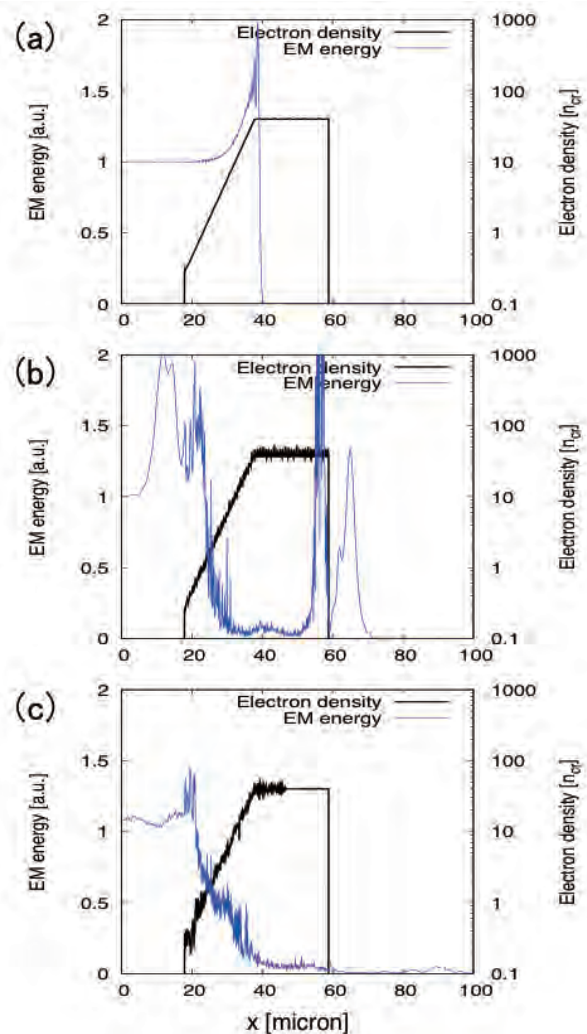 (a)
2
1.5
1
0.5
0
EM energy [a.u.]
Electron density
EM energy
1000
100
10
1
0.1
Electron density [ncr]
0 20 40 60 80 100
(b)
2
1.5
1
0.5
0
EM energy [a.u.]
Electron density
EM energy
1000
100
10
1
0.1
Electron density [ncr]
0 20 40 60 80 100
(c)
2
1.5
1
0.5
0
EM energy [a.u.]
Electron density
EM energy
1000
100
10
1
0.1
Electron density [ncr]
0 20 40 60 80 100
x [micron]